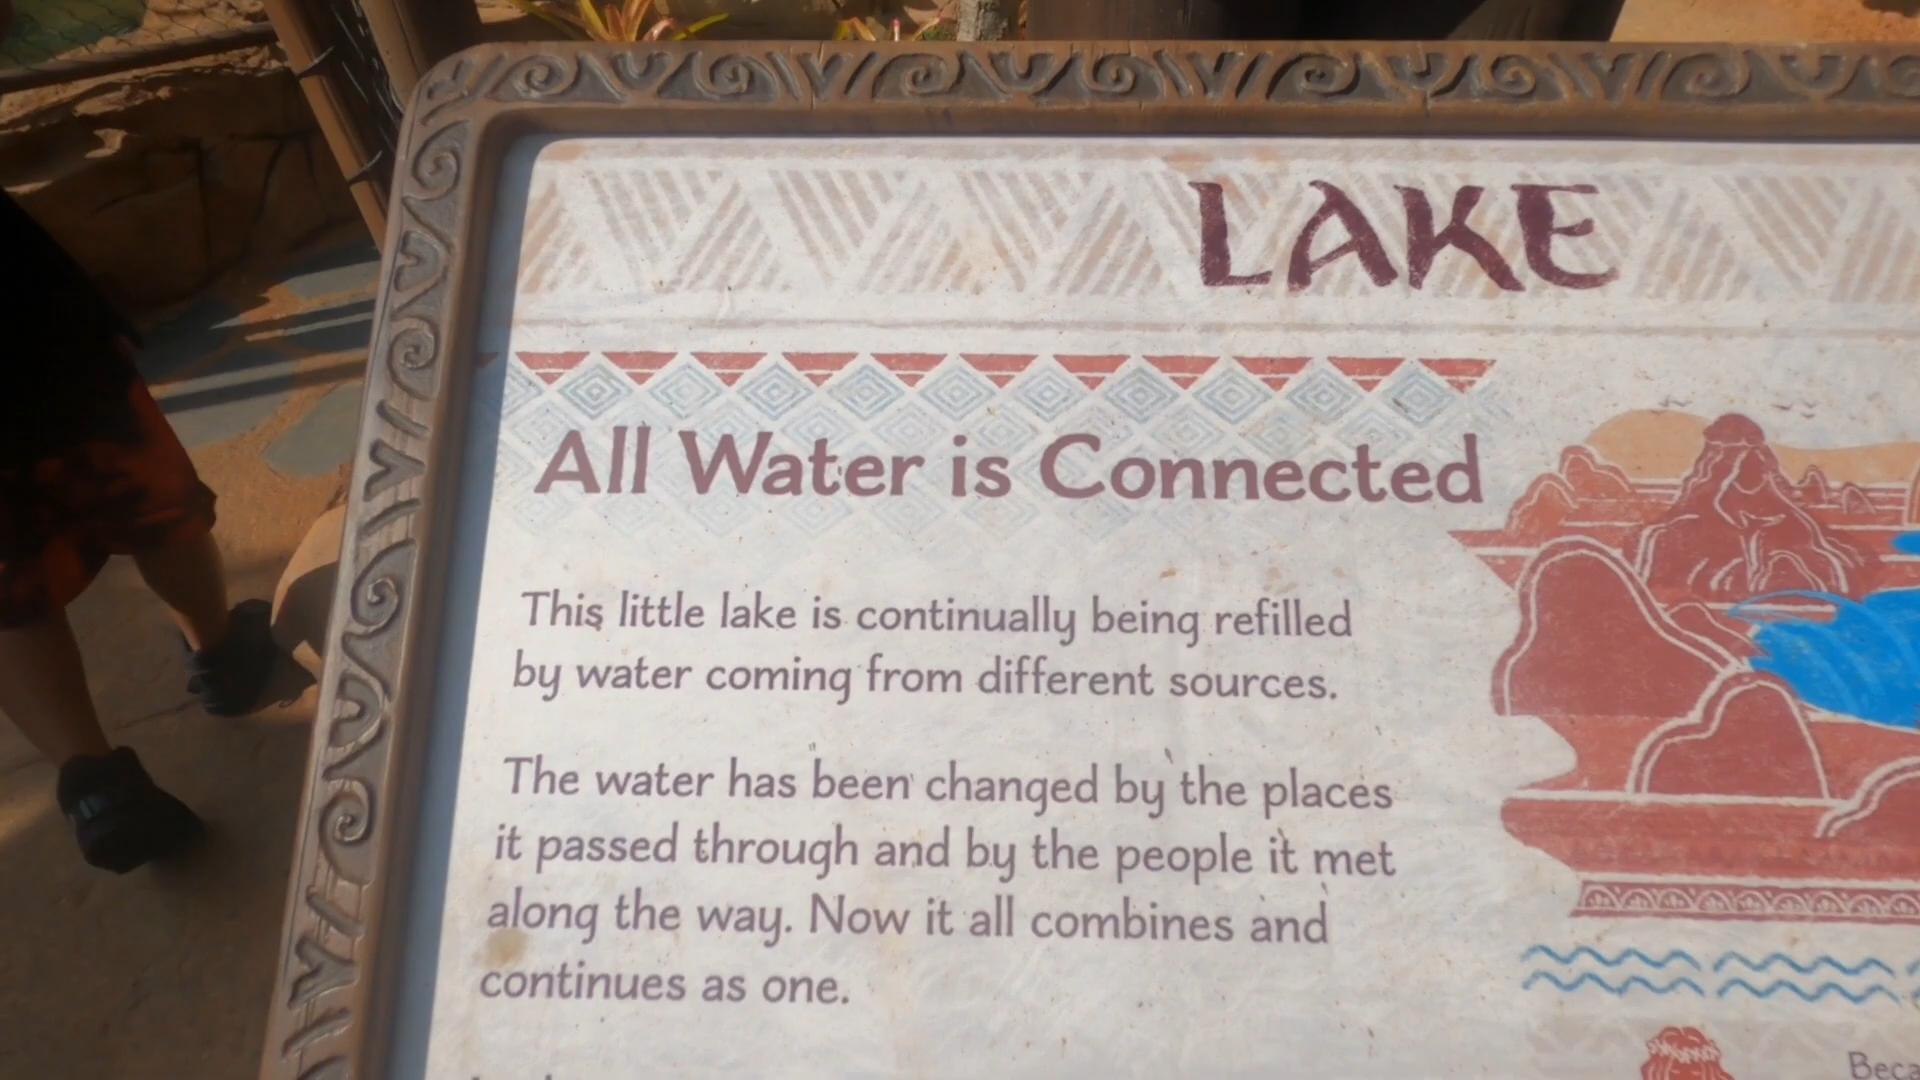 LAKE
All Water is Connected
This little lake is continually being refilled
by water coming from different sources.
The water has been changed by the places
it passed through and by the people it met
along the way. Now it all combines and
continues as one.